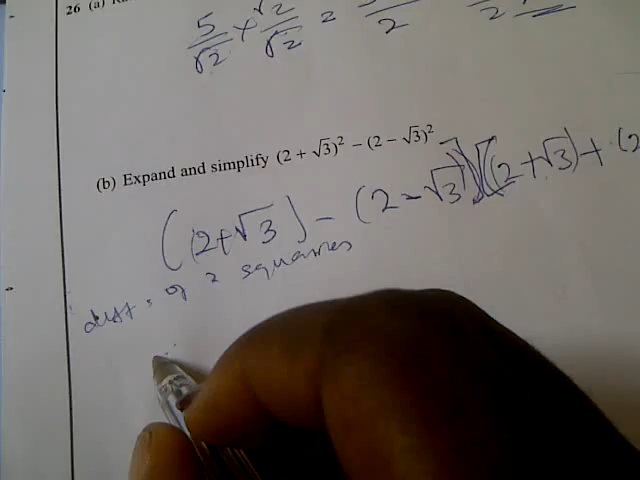 26 (a)
5/√2 × √2/√2 = /2 2
(b) Expand and simplify (2 + √3)² − (2 − √3)²
((2+√3) − (2−√3))((2+√3)+(2
diff. of 2 squares